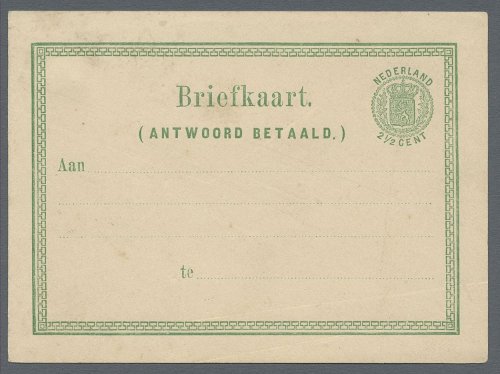 NEDERLAND
2½ CENT
Briefkaart.
(ANTWOORD BETAALD.)
Aan
te